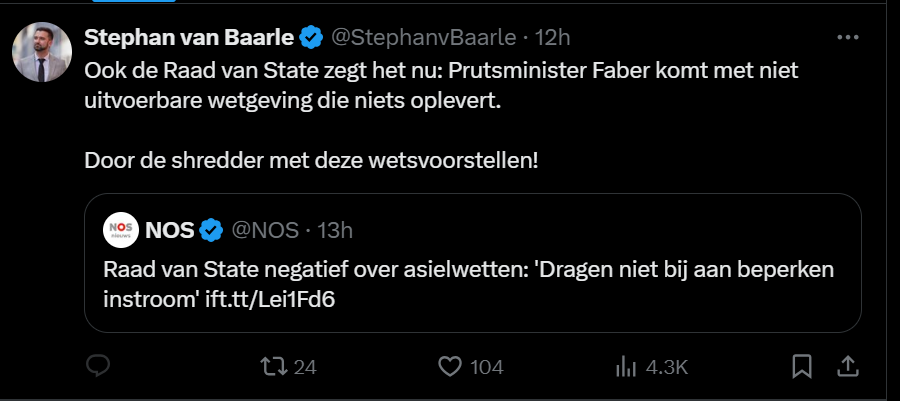 Stephan van Baarle @StephanvBaarle · 12h
Ook de Raad van State zegt het nu: Prutsminister Faber komt met niet
uitvoerbare wetgeving die niets oplevert.
Door de shredder met deze wetsvoorstellen!
NOS nieuws
NOS @NOS · 13h
Raad van State negatief over asielwetten: 'Dragen niet bij aan beperken
instroom' ift.tt/Lei1Fd6
24 104 4.3K